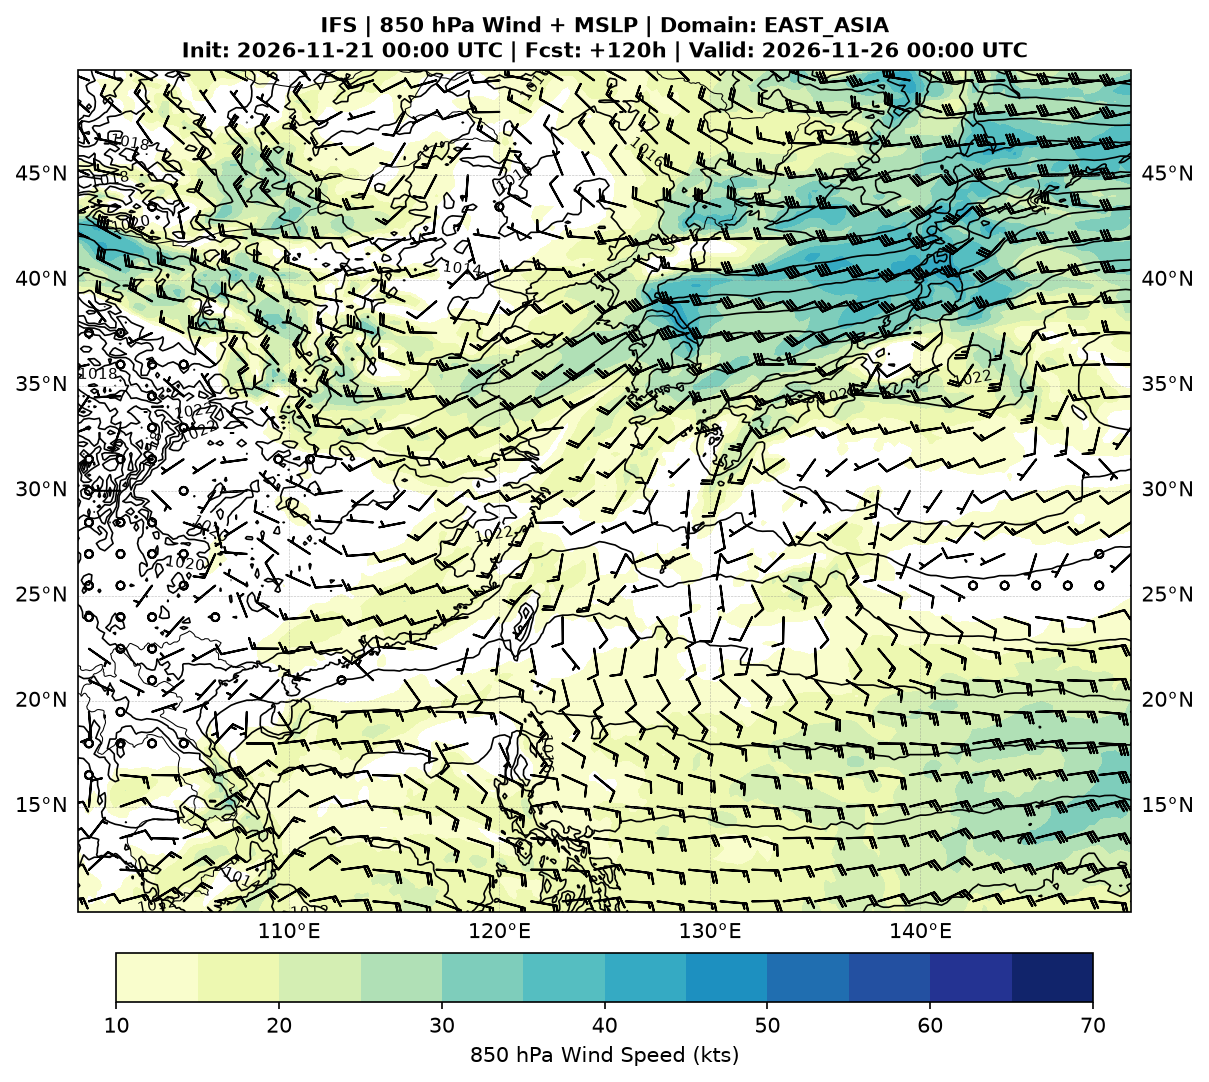 IFS | 850 hPa Wind + MSLP | Domain: EAST_ASIA
Init: 2026-11-21 00:00 UTC | Fcst: +120h | Valid: 2026-11-26 00:00 UTC
1018
1016
45°N
45°N
40°N
40°N
1018
35°N
1022
35°N
1022
30°N
30°N
1022
1020
25°N
25°N
20°N
20°N
15°N
15°N
110°E
120°E
130°E
140°E
10
20
30
40
50
60
70
850 hPa Wind Speed (kts)